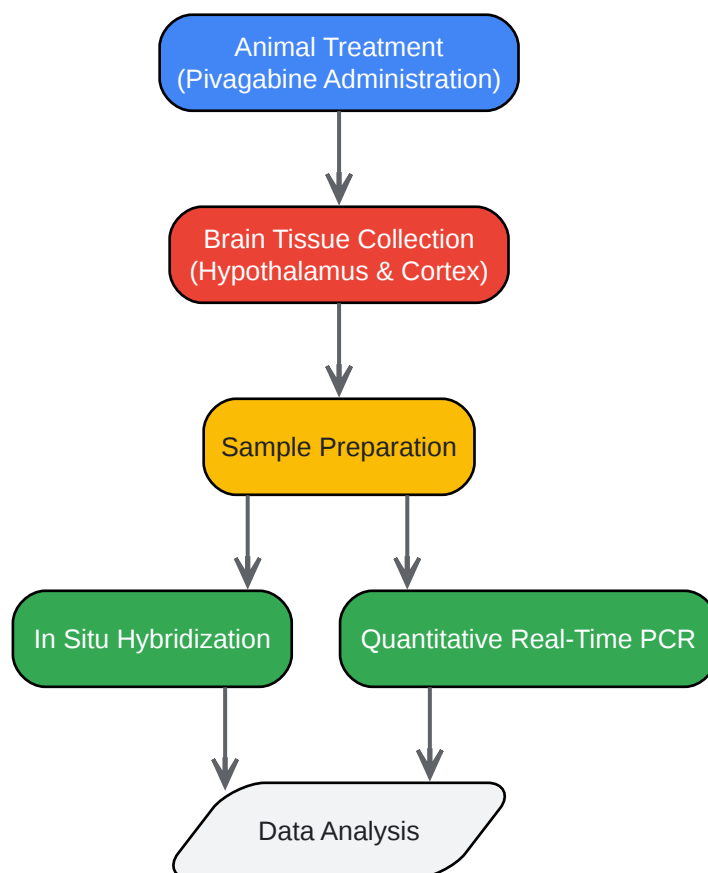 Animal Treatment
(Pivagabine Administration)
Brain Tissue Collection
(Hypothalamus & Cortex)
Sample Preparation
In Situ Hybridization
Quantitative Real-Time PCR
Data Analysis